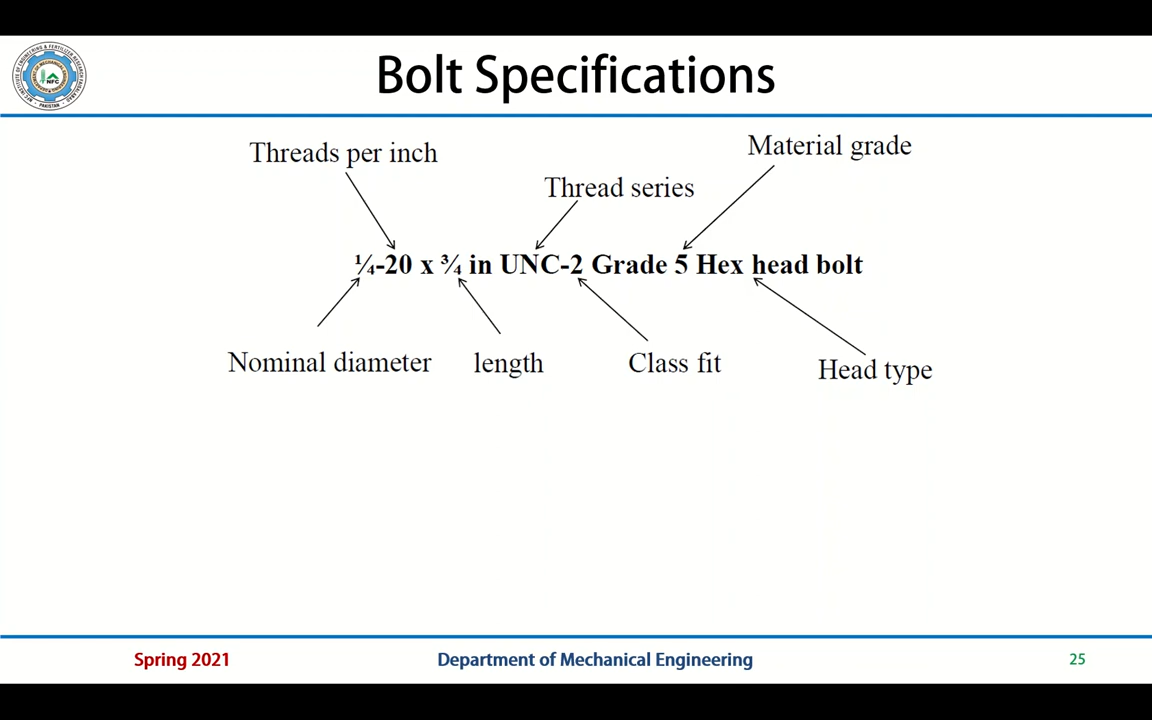 Bolt Specifications
Threads per inch
Material grade
Thread series
¼-20 x ¾ in UNC-2 Grade 5 Hex head bolt
Nominal diameter
length
Class fit
Head type
Spring 2021
Department of Mechanical Engineering
25
NFC